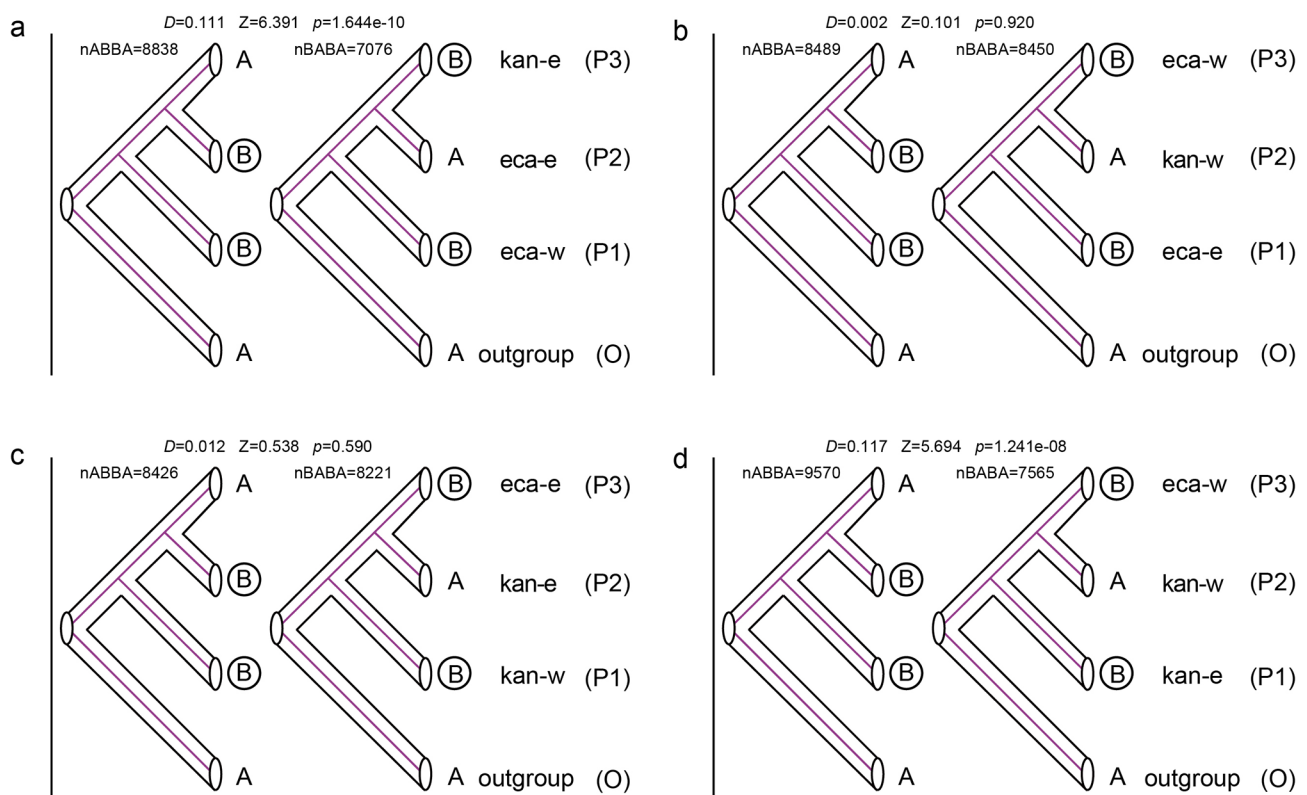 a
D=0.111 Z=6.391 p=1.644e-10
nABBA=8838 nBABA=7076
A B kan-e (P3)
B A eca-e (P2)
B B eca-w (P1)
A A outgroup (O)
b
D=0.002 Z=0.101 p=0.920
nABBA=8489 nBABA=8450
A B eca-w (P3)
B A kan-w (P2)
B B eca-e (P1)
A A outgroup (O)
c
D=0.012 Z=0.538 p=0.590
nABBA=8426 nBABA=8221
A B eca-e (P3)
B A kan-e (P2)
B B kan-w (P1)
A A outgroup (O)
d
D=0.117 Z=5.694 p=1.241e-08
nABBA=9570 nBABA=7565
A B eca-w (P3)
B A kan-w (P2)
B B kan-e (P1)
A A outgroup (O)